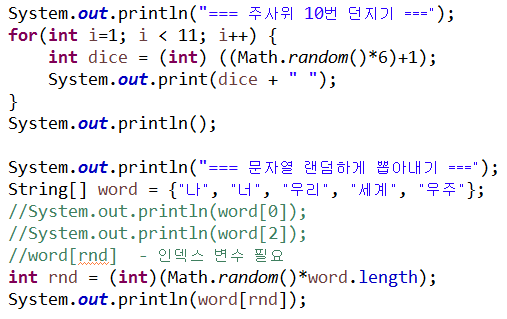 System.out.println("=== 주사위 10번 던지기 ===");
for(int i=1; i < 11; i++) {
    int dice = (int) ((Math.random()*6)+1);
    System.out.print(dice + " ");
}
System.out.println();

System.out.println("=== 문자열 랜덤하게 뽑아내기 ===");
String[] word = {"나", "너", "우리", "세계", "우주"};
//System.out.println(word[0]);
//System.out.println(word[2]);
//word[rnd]  - 인덱스 변수 필요
int rnd = (int)(Math.random()*word.length);
System.out.println(word[rnd]);